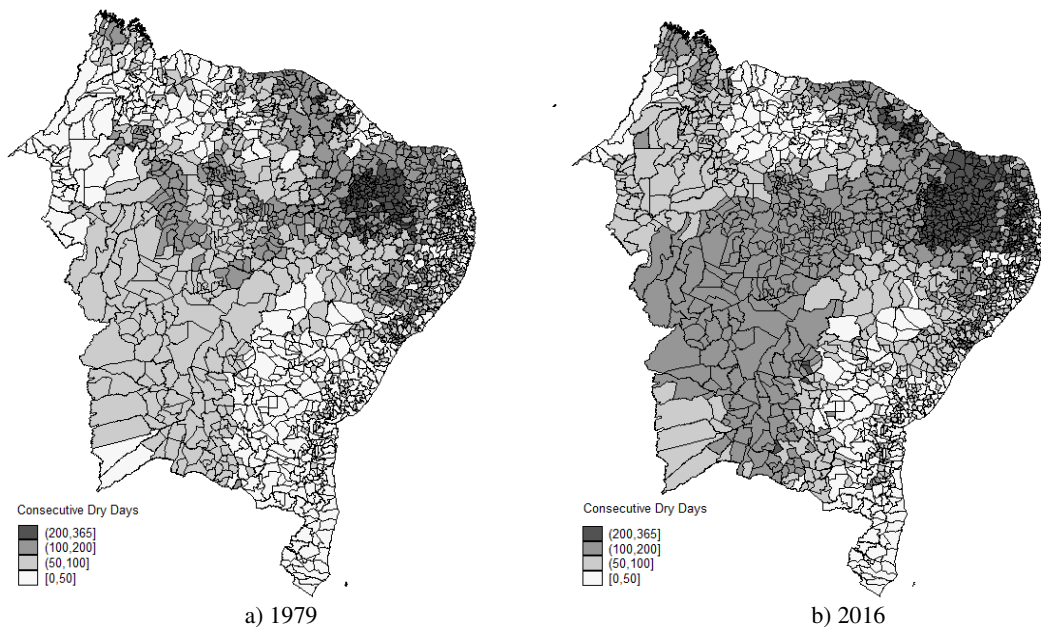 Consecutive Dry Days
(200,365]
(100,200]
(50,100]
[0,50]
a) 1979
Consecutive Dry Days
(200,365]
(100,200]
(50,100]
[0,50]
b) 2016